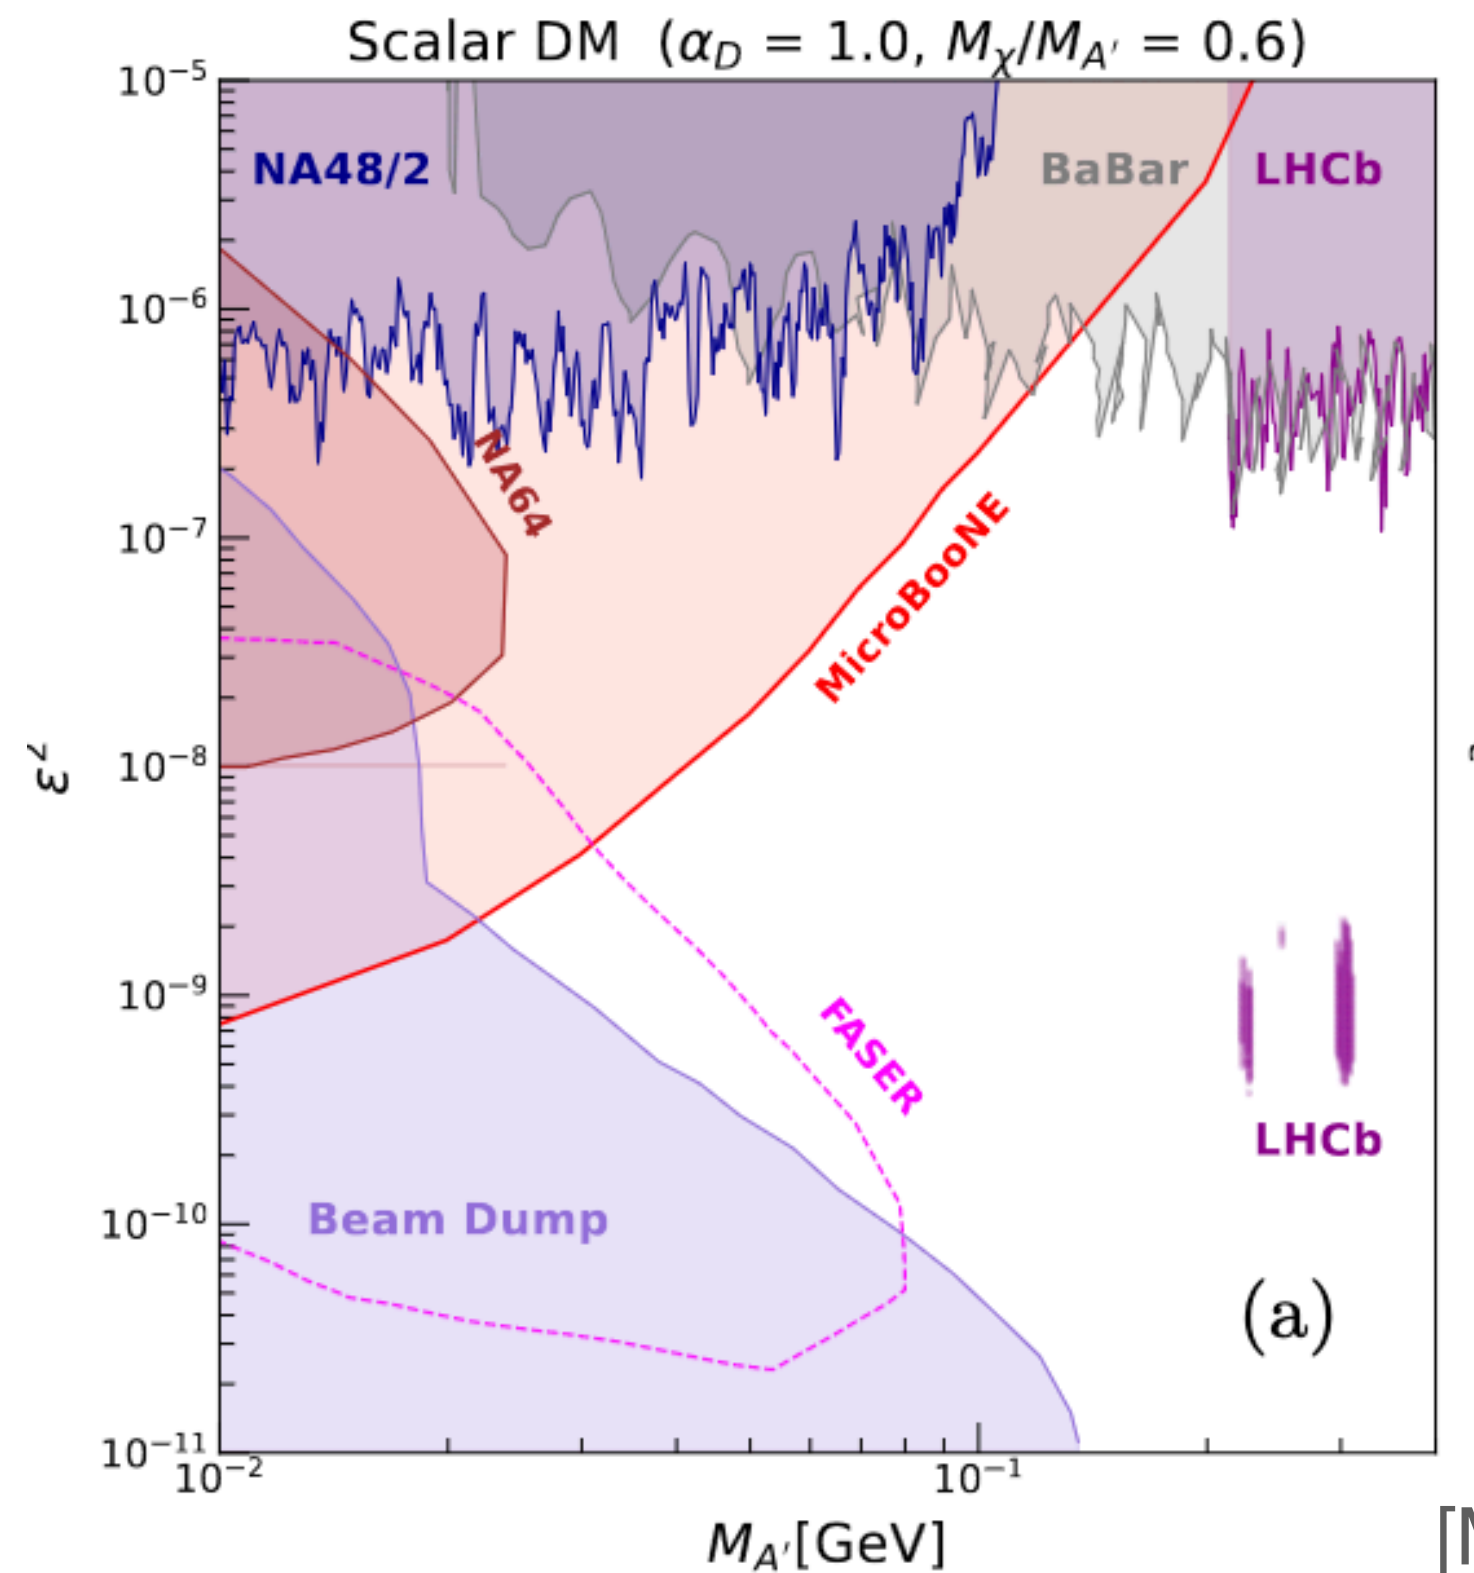 Scalar DM (α_D = 1.0, M_χ/M_A′ = 0.6)
10⁻⁵
NA48/2
BaBar
LHCb
10⁻⁶
NA64
10⁻⁷
MicroBooNE
ε²
10⁻⁸
10⁻⁹
FASER
LHCb
10⁻¹⁰
Beam Dump
(a)
10⁻¹¹
10⁻²
10⁻¹
M_A′[GeV]